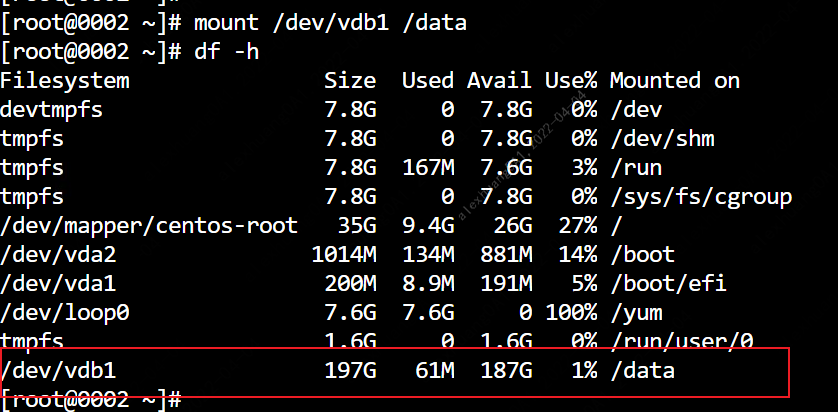 [root@0002 ~]#
[root@0002 ~]# mount /dev/vdb1 /data
[root@0002 ~]# df -h
Filesystem Size Used Avail Use% Mounted on
devtmpfs 7.8G 0 7.8G 0% /dev
tmpfs 7.8G 0 7.8G 0% /dev/shm
tmpfs 7.8G 167M 7.6G 3% /run
tmpfs 7.8G 0 7.8G 0% /sys/fs/cgroup
/dev/mapper/centos-root 35G 9.4G 26G 27% /
/dev/vda2 1014M 134M 881M 14% /boot
/dev/vda1 200M 8.9M 191M 5% /boot/efi
/dev/loop0 7.6G 7.6G 0 100% /yum
tmpfs 1.6G 0 1.6G 0% /run/user/0
/dev/vdb1 197G 61M 187G 1% /data
[root@0002 ~]#